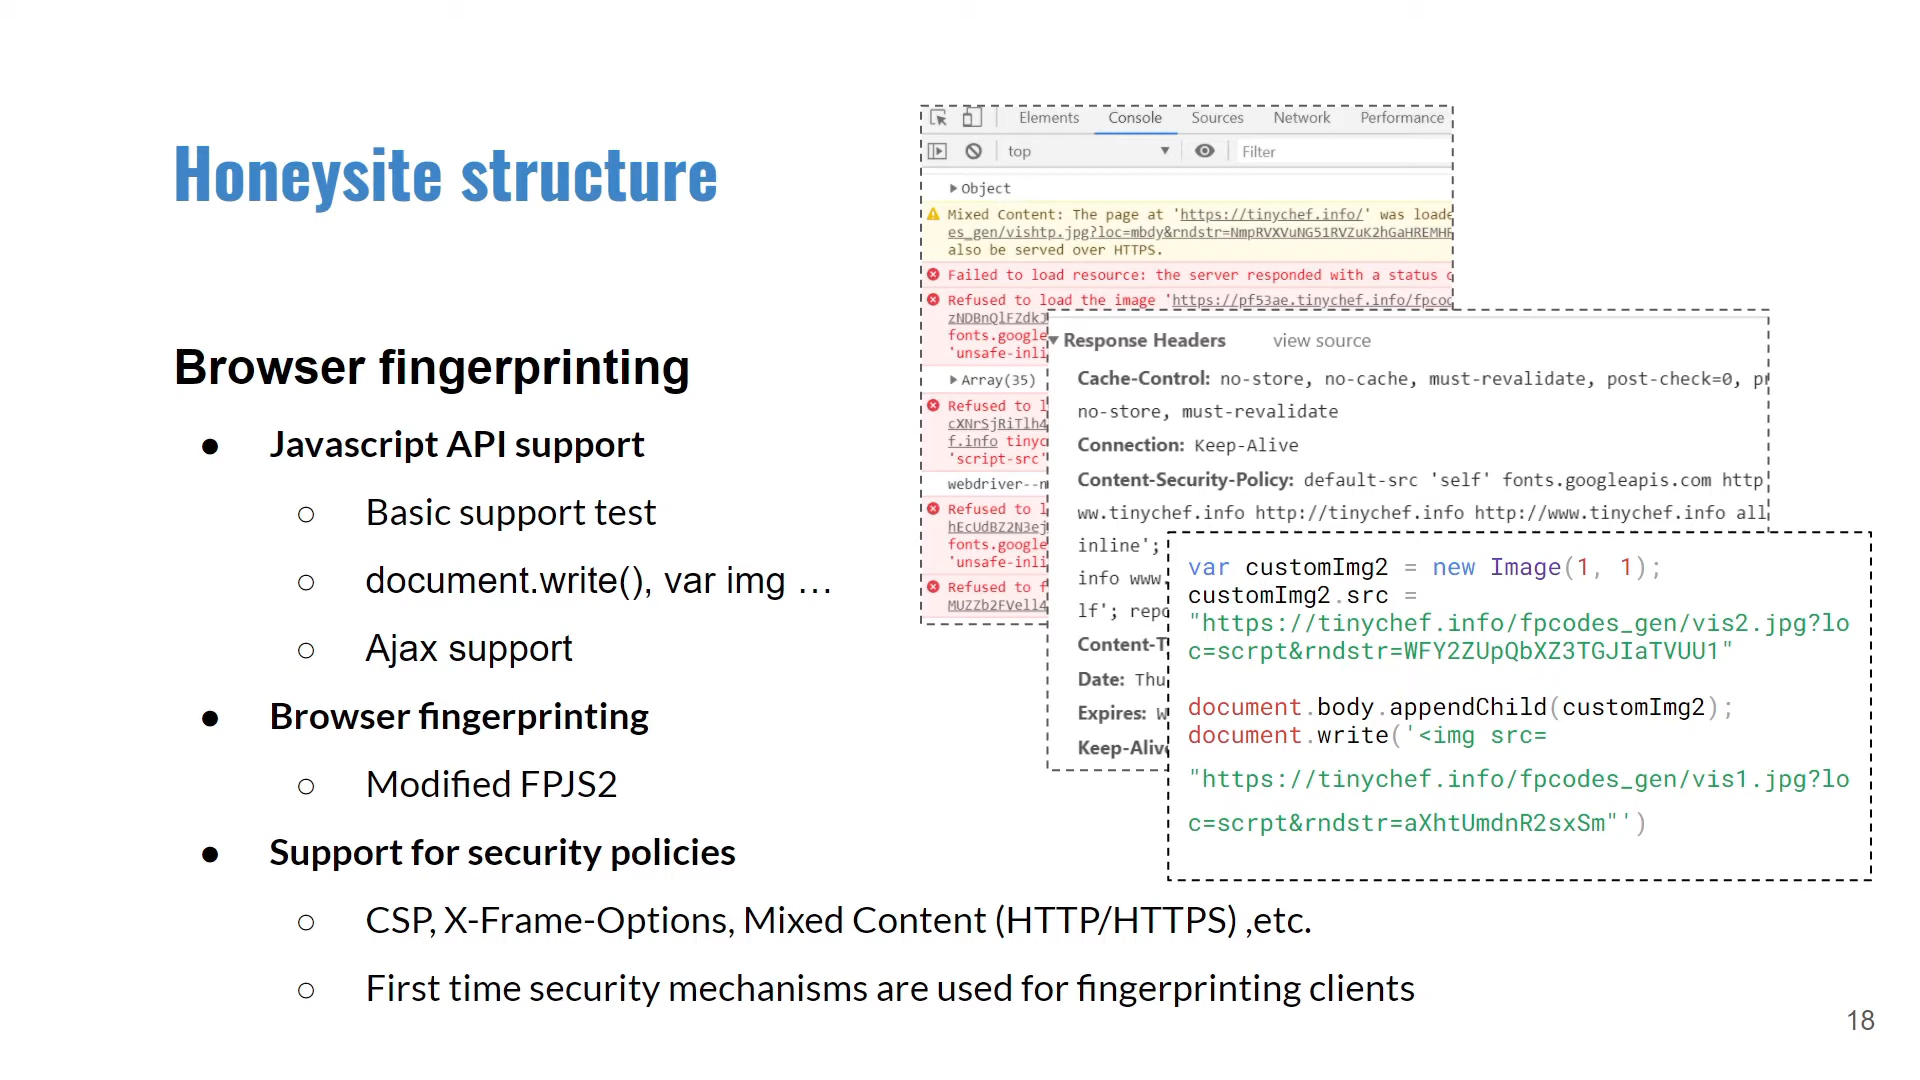 Honeysite structure
Browser fingerprinting
● Javascript API support
○ Basic support test
○ document.write(), var img …
○ Ajax support
● Browser fingerprinting
○ Modified FPJS2
● Support for security policies
○ CSP, X-Frame-Options, Mixed Content (HTTP/HTTPS) ,etc.
○ First time security mechanisms are used for fingerprinting clients
Elements Console Sources Network Performance
top Filter
Object
Mixed Content: The page at 'https://tinychef.info/' was loade
es_gen/vishtp.jpg?loc=mbdy&rndstr=NmpRVXVuNG51RVZuK2hGaHREMHF
also be served over HTTPS.
Failed to load resource: the server responded with a status
Refused to load the image 'https://pf53ae.tinychef.info/fpcod
zNDBnQlFZdkJ
fonts.google
'unsafe-inli
Array(35)
Refused to l
cXNrSjRiTlh4
f.info tinyc
'script-src'
webdriver--n
Refused to l
hEcUdBZ2N3ej
fonts.google
'unsafe-inli
Refused to f
MUZZb2FVell4
Response Headers view source
Cache-Control: no-store, no-cache, must-revalidate, post-check=0, pr
no-store, must-revalidate
Connection: Keep-Alive
Content-Security-Policy: default-src 'self' fonts.googleapis.com http
ww.tinychef.info http://tinychef.info http://www.tinychef.info all
inline';
info www.
lf'; repo
Content-T
Date: Thu
Expires: W
Keep-Alive
var customImg2 = new Image(1, 1);
customImg2.src =
"https://tinychef.info/fpcodes_gen/vis2.jpg?lo
c=scrpt&rndstr=WFY2ZUpQbXZ3TGJIaTVUU1"
document.body.appendChild(customImg2);
document.write('<img src=
"https://tinychef.info/fpcodes_gen/vis1.jpg?lo
c=scrpt&rndstr=aXhtUmdnR2sxSm"')
18